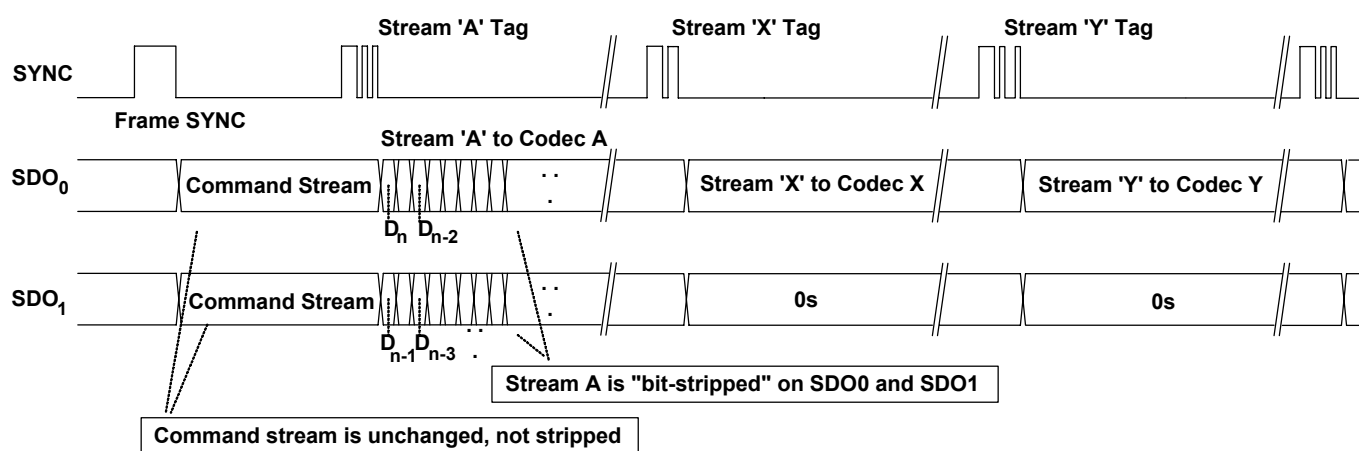 Stream 'A' Tag
Stream 'X' Tag
Stream 'Y' Tag
SYNC
Frame SYNC
Stream 'A' to Codec A
SDO0
Command Stream
. .
.
Stream 'X' to Codec X
Stream 'Y' to Codec Y
Dn
Dn-2
SDO1
Command Stream
. .
.
0s
0s
Dn-1
Dn-3
. .
.
Stream A is "bit-stripped" on SDO0 and SDO1
Command stream is unchanged, not stripped